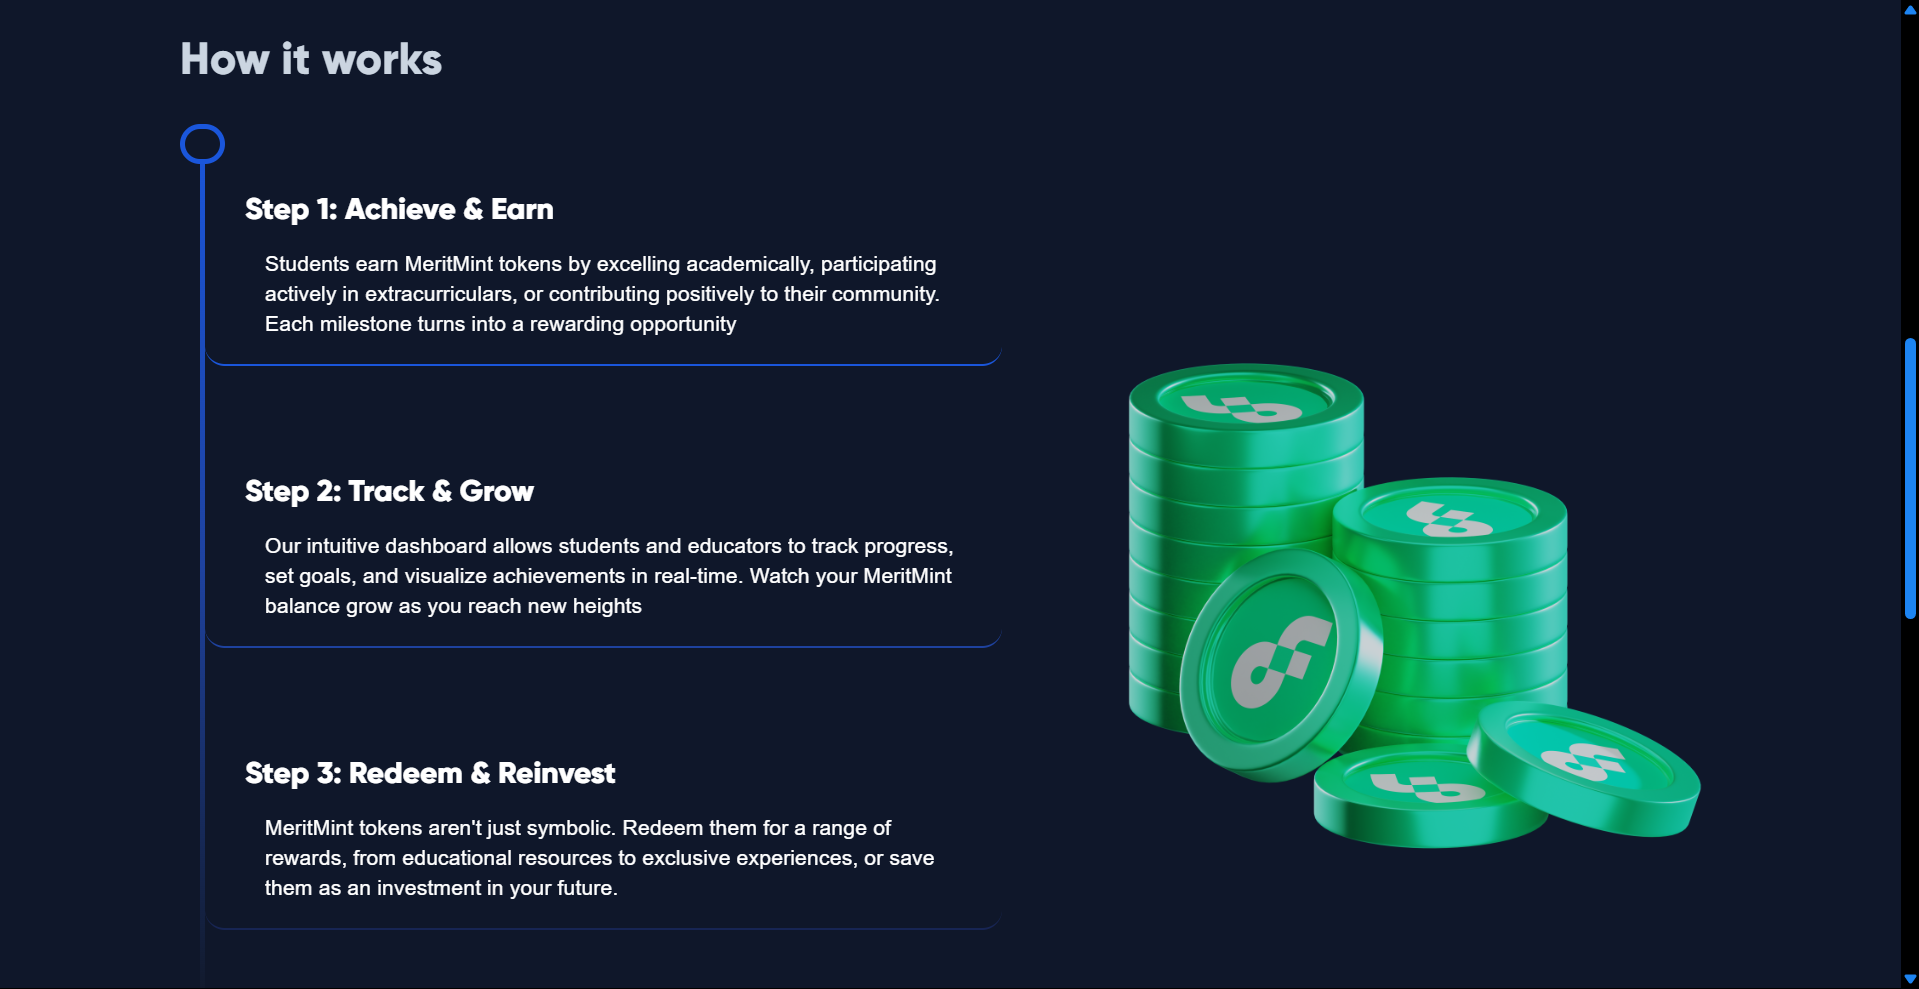 How it works
Step 1: Achieve & Earn
Students earn MeritMint tokens by excelling academically, participating
actively in extracurriculars, or contributing positively to their community.
Each milestone turns into a rewarding opportunity
Step 2: Track & Grow
Our intuitive dashboard allows students and educators to track progress,
set goals, and visualize achievements in real-time. Watch your MeritMint
balance grow as you reach new heights
Step 3: Redeem & Reinvest
MeritMint tokens aren't just symbolic. Redeem them for a range of
rewards, from educational resources to exclusive experiences, or save
them as an investment in your future.